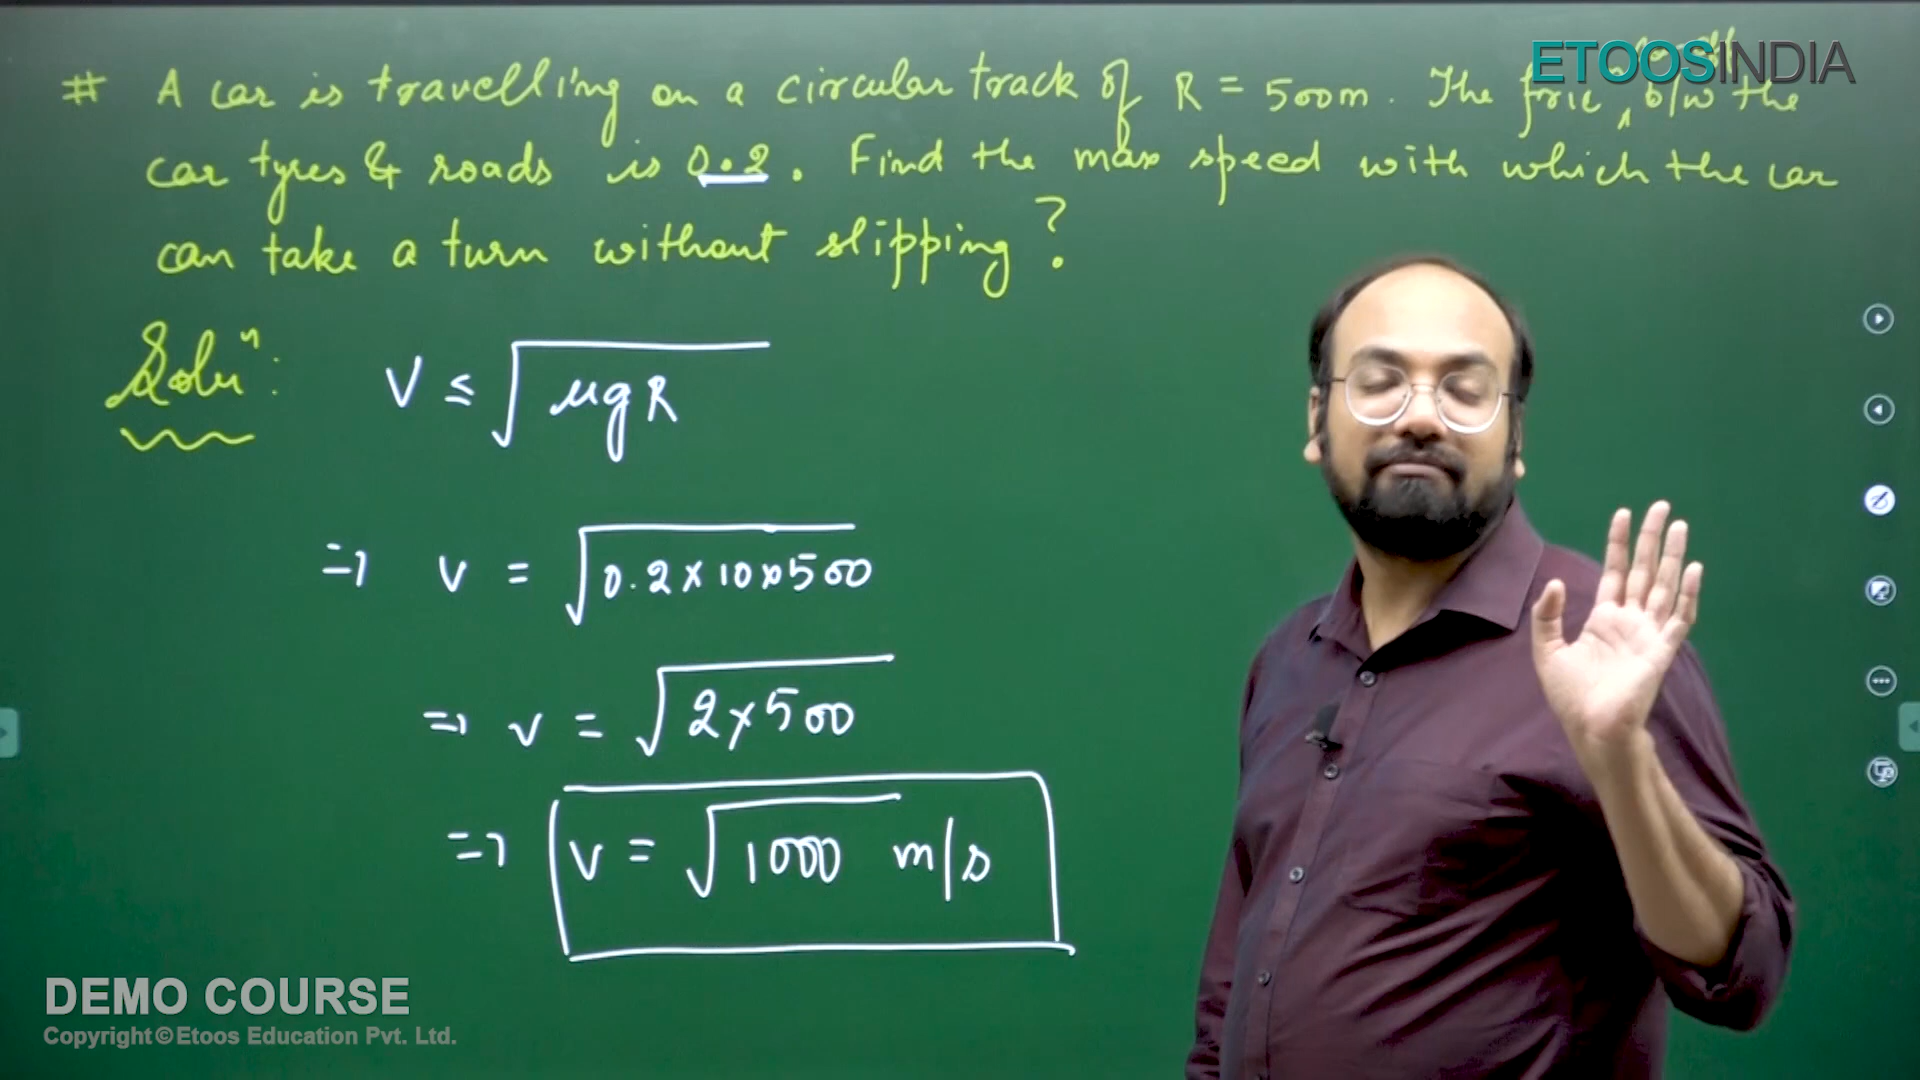 ETOOSINDIA
# A car is travelling on a circular track of R = 500m. The fric ^ b/w the
car tyres & roads is 0.2. Find the max speed with which the car
can take a turn without slipping?
Soluⁿ:
V ≤ √μgR
⇒ v = √0.2×10×500
⇒ v = √2×500
⇒ v = √1000 m/s
DEMO COURSE
Copyright © Etoos Education Pvt. Ltd.